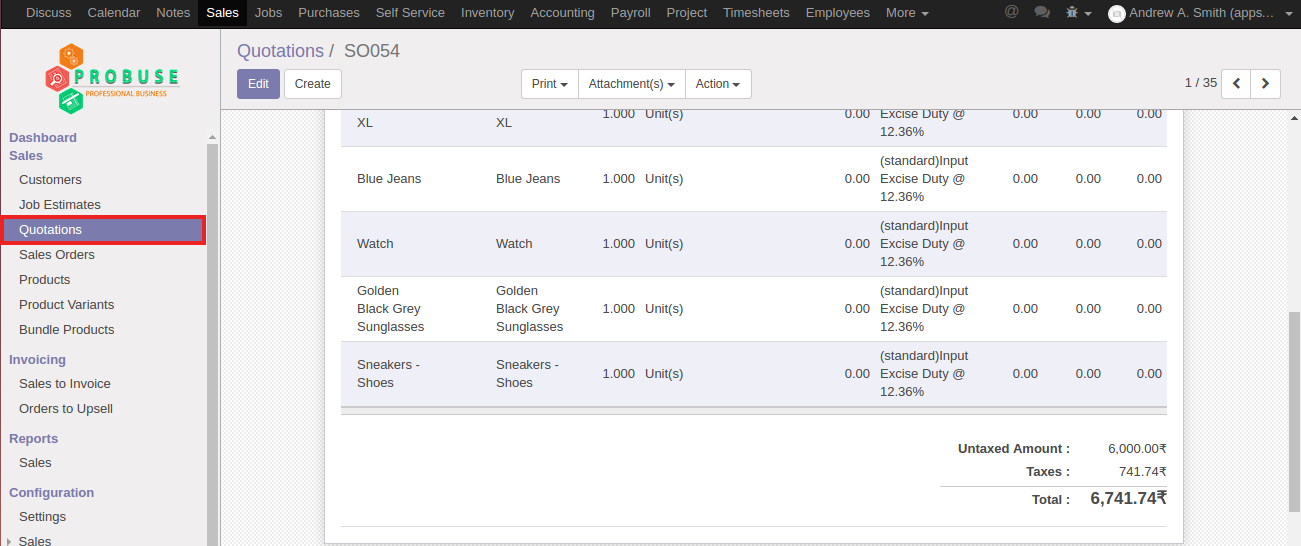 Discuss Calendar Notes Sales Jobs Purchases Self Service Inventory Accounting Payroll Project Timesheets Employees More @ Andrew A. Smith (apps...
PROBUSE
PROFESSIONAL BUSINESS
Quotations / SO054
Edit Create Print Attachment(s) Action 1 / 35
Dashboard
Sales
Customers
Job Estimates
Quotations
Sales Orders
Products
Product Variants
Bundle Products
Invoicing
Sales to Invoice
Orders to Upsell
Reports
Sales
Configuration
Settings
Sales
XL XL 1.000 Unit(s) 0.00 Excise Duty @ 0.00 0.00 0.00
12.36%
(standard)Input
Blue Jeans Blue Jeans 1.000 Unit(s) 0.00 Excise Duty @ 0.00 0.00 0.00
12.36%
(standard)Input
Watch Watch 1.000 Unit(s) 0.00 Excise Duty @ 0.00 0.00 0.00
12.36%
Golden Golden (standard)Input
Black Grey Black Grey 1.000 Unit(s) 0.00 Excise Duty @ 0.00 0.00 0.00
Sunglasses Sunglasses 12.36%
Sneakers - Sneakers - (standard)Input
Shoes Shoes 1.000 Unit(s) 0.00 Excise Duty @ 0.00 0.00 0.00
12.36%
Untaxed Amount : 6,000.00₹
Taxes : 741.74₹
Total : 6,741.74₹